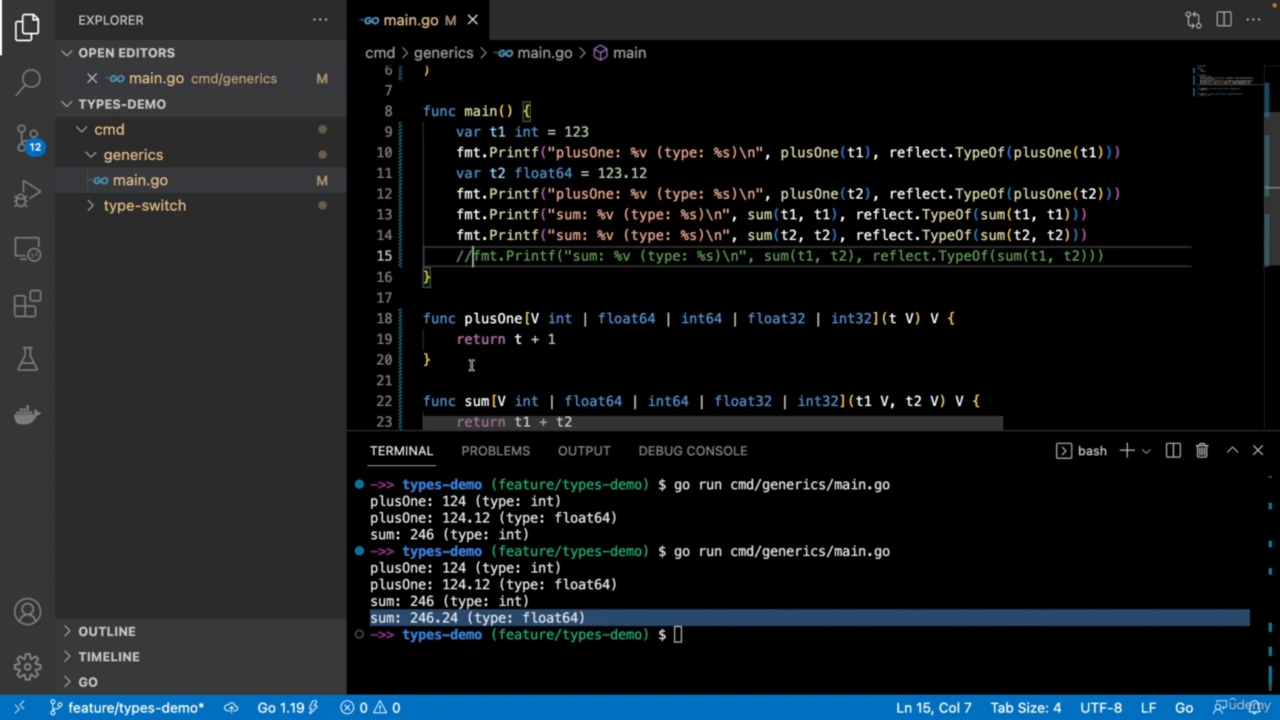 EXPLORER
OPEN EDITORS
main.go cmd/generics M
TYPES-DEMO
cmd
generics
main.go M
type-switch
OUTLINE
TIMELINE
GO
12
main.go M
cmd > generics > main.go > main
6 )
7
8 func main() {
9 var t1 int = 123
10 fmt.Printf("plusOne: %v (type: %s)\n", plusOne(t1), reflect.TypeOf(plusOne(t1)))
11 var t2 float64 = 123.12
12 fmt.Printf("plusOne: %v (type: %s)\n", plusOne(t2), reflect.TypeOf(plusOne(t2)))
13 fmt.Printf("sum: %v (type: %s)\n", sum(t1, t1), reflect.TypeOf(sum(t1, t1)))
14 fmt.Printf("sum: %v (type: %s)\n", sum(t2, t2), reflect.TypeOf(sum(t2, t2)))
15 //fmt.Printf("sum: %v (type: %s)\n", sum(t1, t2), reflect.TypeOf(sum(t1, t2)))
16 }
17
18 func plusOne[V int | float64 | int64 | float32 | int32](t V) V {
19 return t + 1
20 }
21
22 func sum[V int | float64 | int64 | float32 | int32](t1 V, t2 V) V {
23 return t1 + t2
TERMINAL PROBLEMS OUTPUT DEBUG CONSOLE bash
->> types-demo (feature/types-demo) $ go run cmd/generics/main.go
plusOne: 124 (type: int)
plusOne: 124.12 (type: float64)
sum: 246 (type: int)
->> types-demo (feature/types-demo) $ go run cmd/generics/main.go
plusOne: 124 (type: int)
plusOne: 124.12 (type: float64)
sum: 246 (type: int)
sum: 246.24 (type: float64)
->> types-demo (feature/types-demo) $
feature/types-demo* Go 1.19 0 0 Ln 15, Col 7 Tab Size: 4 UTF-8 LF Go
Udemy